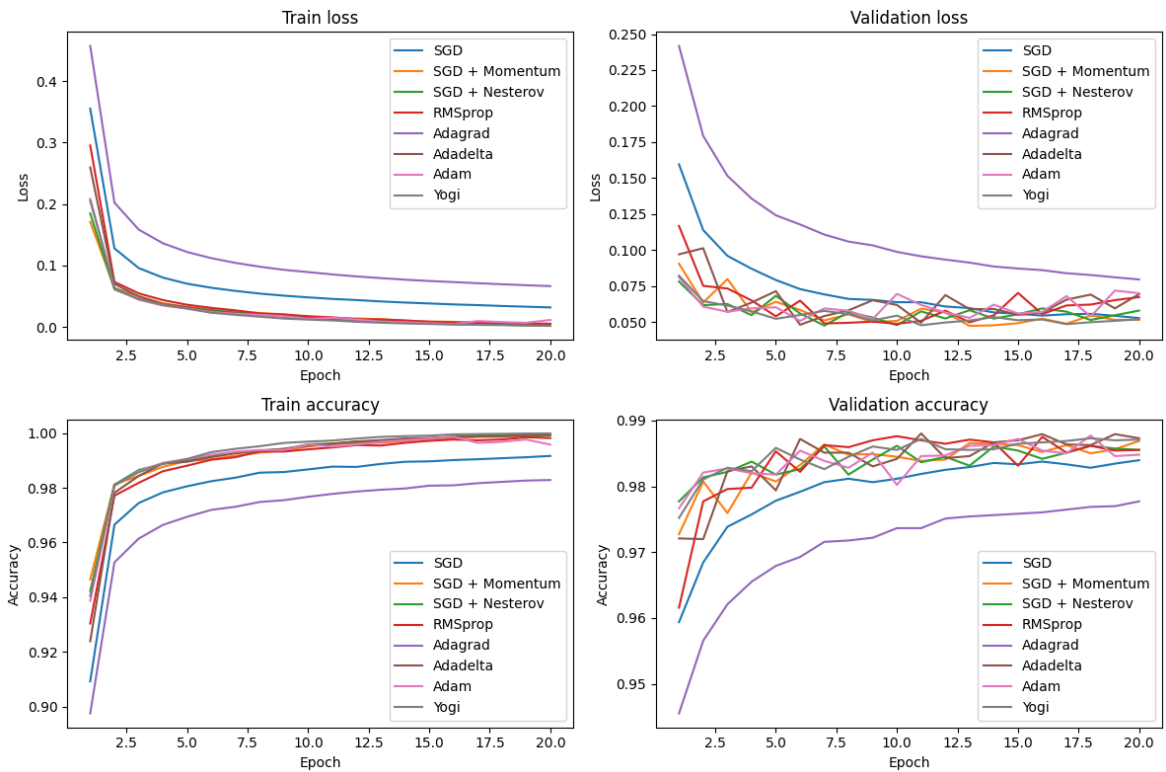 Train loss
Loss
0.4
0.3
0.2
0.1
0.0
2.5 5.0 7.5 10.0 12.5 15.0 17.5 20.0
Epoch
SGD
SGD + Momentum
SGD + Nesterov
RMSprop
Adagrad
Adadelta
Adam
Yogi
Validation loss
Loss
0.250
0.225
0.200
0.175
0.150
0.125
0.100
0.075
0.050
2.5 5.0 7.5 10.0 12.5 15.0 17.5 20.0
Epoch
SGD
SGD + Momentum
SGD + Nesterov
RMSprop
Adagrad
Adadelta
Adam
Yogi
Train accuracy
Accuracy
1.00
0.98
0.96
0.94
0.92
0.90
2.5 5.0 7.5 10.0 12.5 15.0 17.5 20.0
Epoch
SGD
SGD + Momentum
SGD + Nesterov
RMSprop
Adagrad
Adadelta
Adam
Yogi
Validation accuracy
Accuracy
0.99
0.98
0.97
0.96
0.95
2.5 5.0 7.5 10.0 12.5 15.0 17.5 20.0
Epoch
SGD
SGD + Momentum
SGD + Nesterov
RMSprop
Adagrad
Adadelta
Adam
Yogi